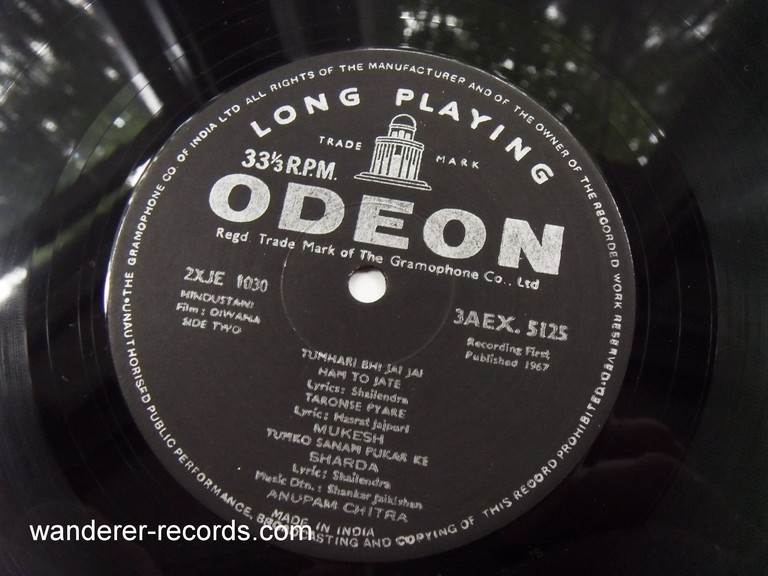 UNAUTHORISED PUBLIC PERFORMANCE, BROADCASTING AND COPYING OF THIS RECORD PROHIBITED. THE GRAMOPHONE CO. OF INDIA LTD ALL RIGHTS OF THE MANUFACTURER AND OF THE OWNER OF THE RECORDED WORK RESERVED
LONG PLAYING
TRADE MARK
33⅓ R.P.M.
ODEON
Regd. Trade Mark of The Gramophone Co., Ltd
2XJE 1030
3AEX. 5125
HINDUSTANI
Film: DIWANA
SIDE TWO
Recording First
Published 1967
TUMHARI BHI JAI JAI
HAM TO JATE
Lyrics: Shailendra
TARONSE PYARE
Lyric: Hasrat Jaipuri
MUKESH
TUMKO SANAM PUKAR KE
SHARDA
Lyric: Shailendra
Music Dtn.: Shanker Jaikishan
ANUPAM CHITRA
MADE IN INDIA
wanderer-records.com